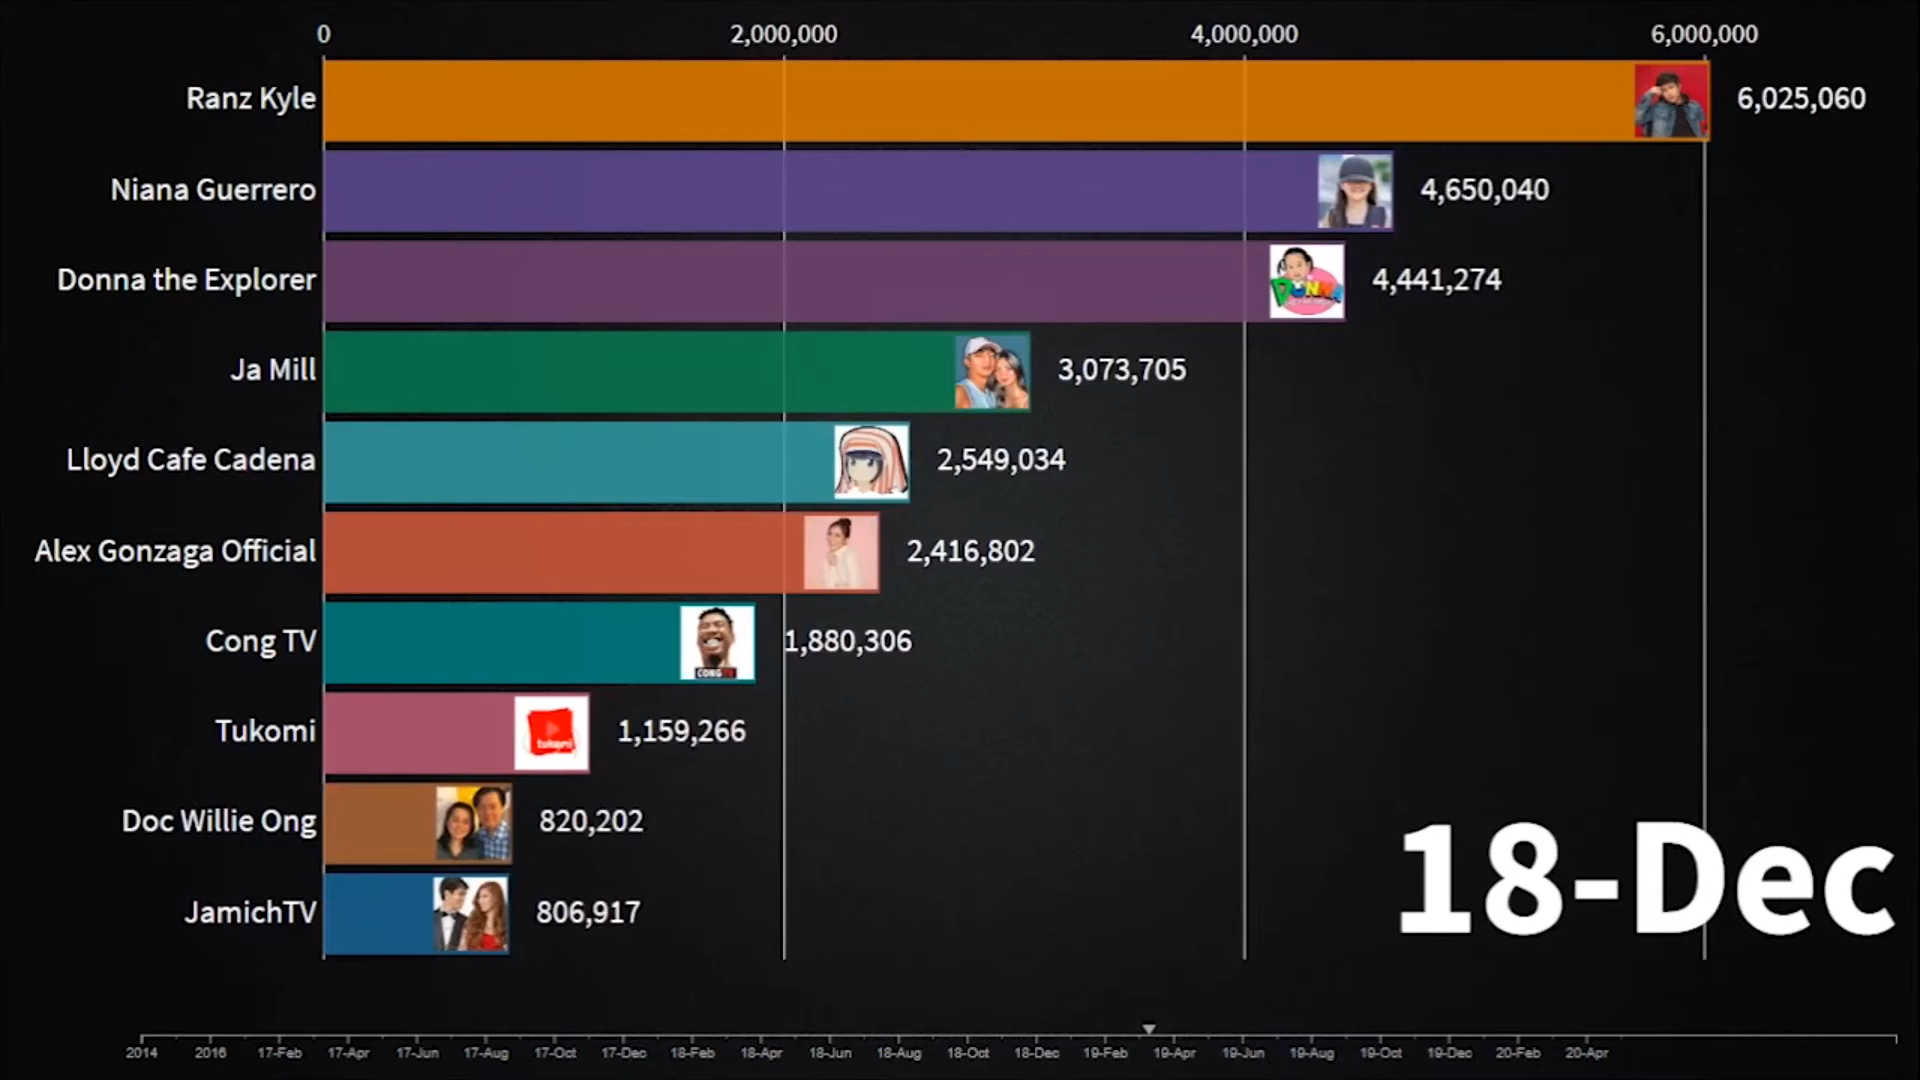 0 2,000,000 4,000,000 6,000,000
Ranz Kyle 6,025,060
Niana Guerrero 4,650,040
Donna the Explorer DONNA 4,441,274
Ja Mill 3,073,705
Lloyd Cafe Cadena 2,549,034
Alex Gonzaga Official 2,416,802
Cong TV CONGTV 1,880,306
Tukomi tukomi 1,159,266
Doc Willie Ong 820,202
JamichTV 806,917
18-Dec
2014 2016 17-Feb 17-Apr 17-Jun 17-Aug 17-Oct 17-Dec 18-Feb 18-Apr 18-Jun 18-Aug 18-Oct 18-Dec 19-Feb 19-Apr 19-Jun 19-Aug 19-Oct 19-Dec 20-Feb 20-Apr